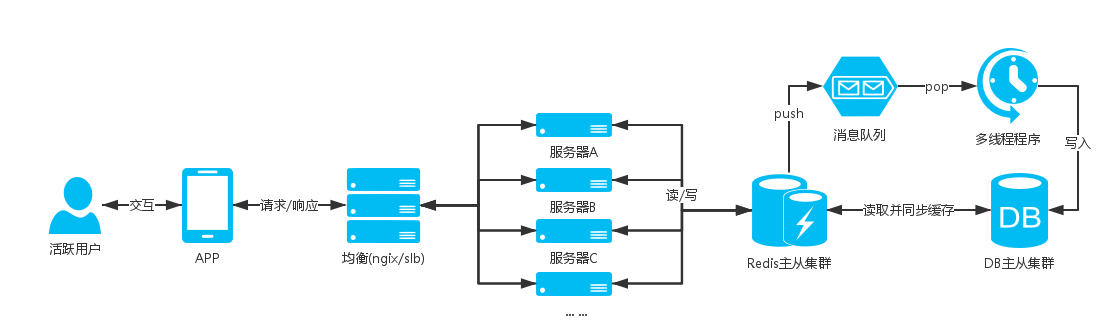 活跃用户
交互
APP
请求/响应
均衡(ngix/slb)
服务器A
服务器B
服务器C
... ...
读/写
Redis主从集群
push
消息队列
pop
多线程程序
写入
读取并同步缓存
DB
DB主从集群